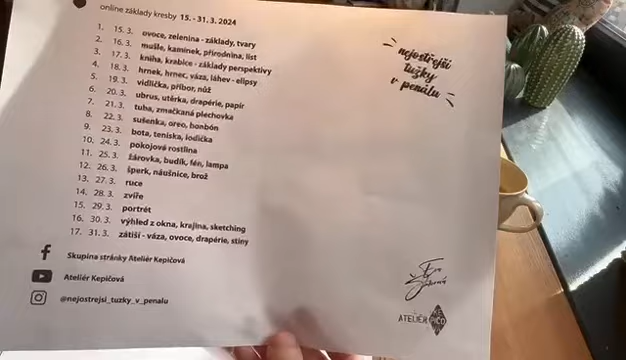 online základy kresby 15. - 31. 3. 2024
1. 15. 3. ovoce, zelenina - základy, tvary
2. 16. 3. mušle, kamínek, přírodnina, list
3. 17. 3. kniha, krabice - základy perspektivy
4. 18. 3. hrnek, hrnec, váza, láhev - elipsy
5. 19. 3. vidlička, příbor, nůž
6. 20. 3. ubrus, utěrka, drapérie, papír
7. 21. 3. tuha, zmačkaná plechovka
8. 22. 3. sušenka, oreo, bonbón
9. 23. 3. bota, teniska, lodička
10. 24. 3. pokojová rostlina
11. 25. 3. žárovka, budík, fén, lampa
12. 26. 3. šperk, náušnice, brož
13. 27. 3. ruce
14. 28. 3. zvíře
15. 29. 3. portrét
16. 30. 3. výhled z okna, krajina, sketching
17. 31. 3. zátiší - váza, ovoce, drapérie, stíny
Skupina stránky Ateliér Kepičová
Ateliér Kepičová
@nejostrejsi_tuzky_v_penalu
nejostřejší
tužky
v penálu
ATELIÉR